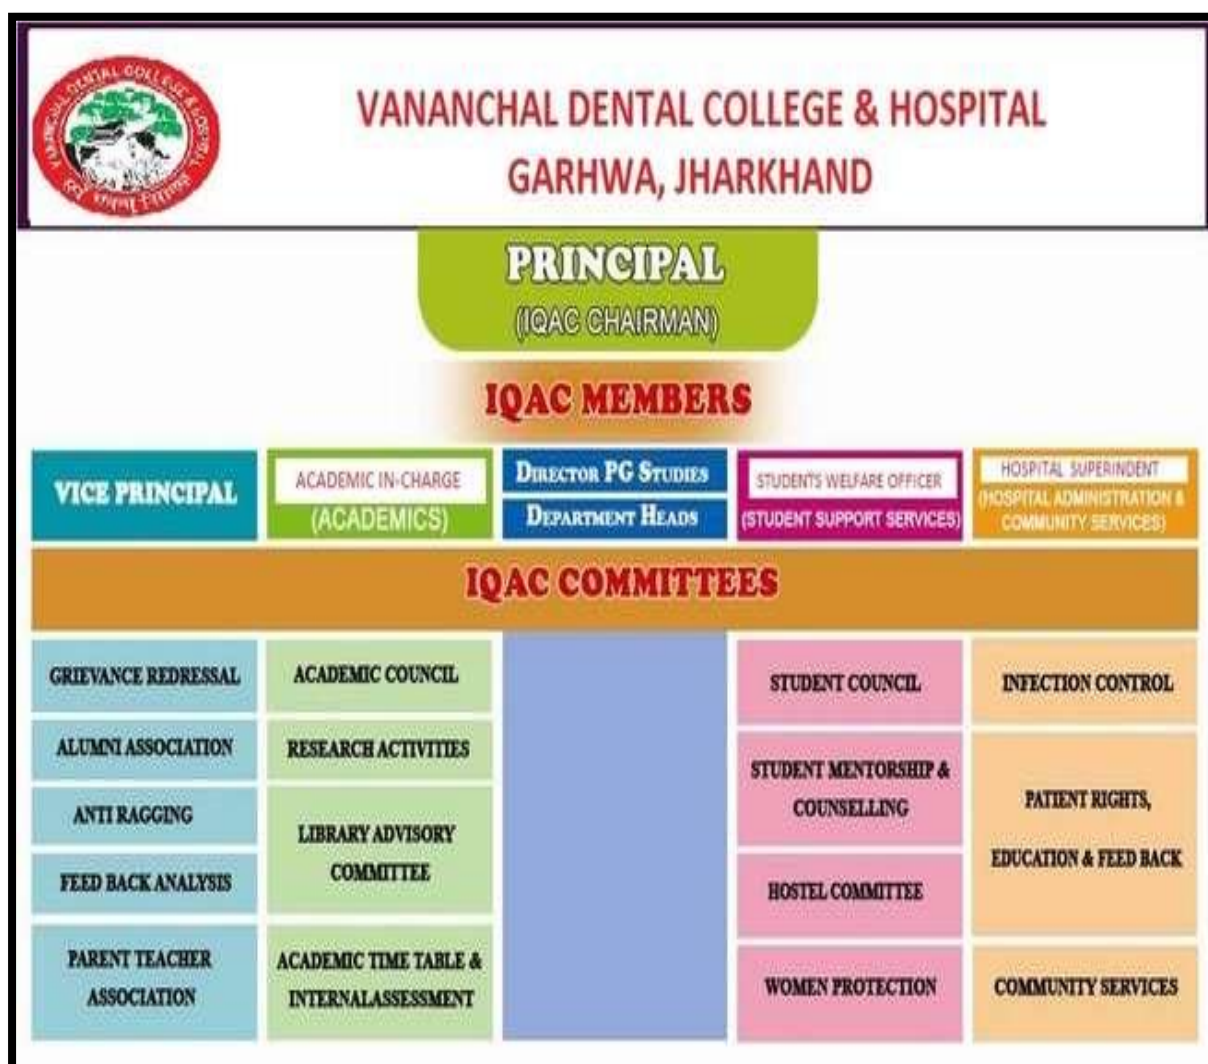 VANANCHAL DENTAL COLLEGE & HOSPITAL
GARHWA, JHARKHAND
VANANCHAL DENTAL COLLEGE & HOSPITAL
PRINCIPAL
(IQAC CHAIRMAN)
IQAC MEMBERS
VICE PRINCIPAL
ACADEMIC IN-CHARGE
(ACADEMICS)
DIRECTOR PG STUDIES
DEPARTMENT HEADS
STUDENTS WELFARE OFFICER
(STUDENT SUPPORT SERVICES)
HOSPITAL SUPERINDENT
(HOSPITAL ADMINISTRATION &
COMMUNITY SERVICES)
IQAC COMMITTEES
GRIEVANCE REDRESSAL
ALUMNI ASSOCIATION
ANTI RAGGING
FEED BACK ANALYSIS
PARENT TEACHER
ASSOCIATION
ACADEMIC COUNCIL
RESEARCH ACTIVITIES
LIBRARY ADVISORY
COMMITTEE
ACADEMIC TIME TABLE &
INTERNALASSESSMENT
STUDENT COUNCIL
STUDENT MENTORSHIP &
COUNSELLING
HOSTEL COMMITTEE
WOMEN PROTECTION
INFECTION CONTROL
PATIENT RIGHTS,
EDUCATION & FEED BACK
COMMUNITY SERVICES